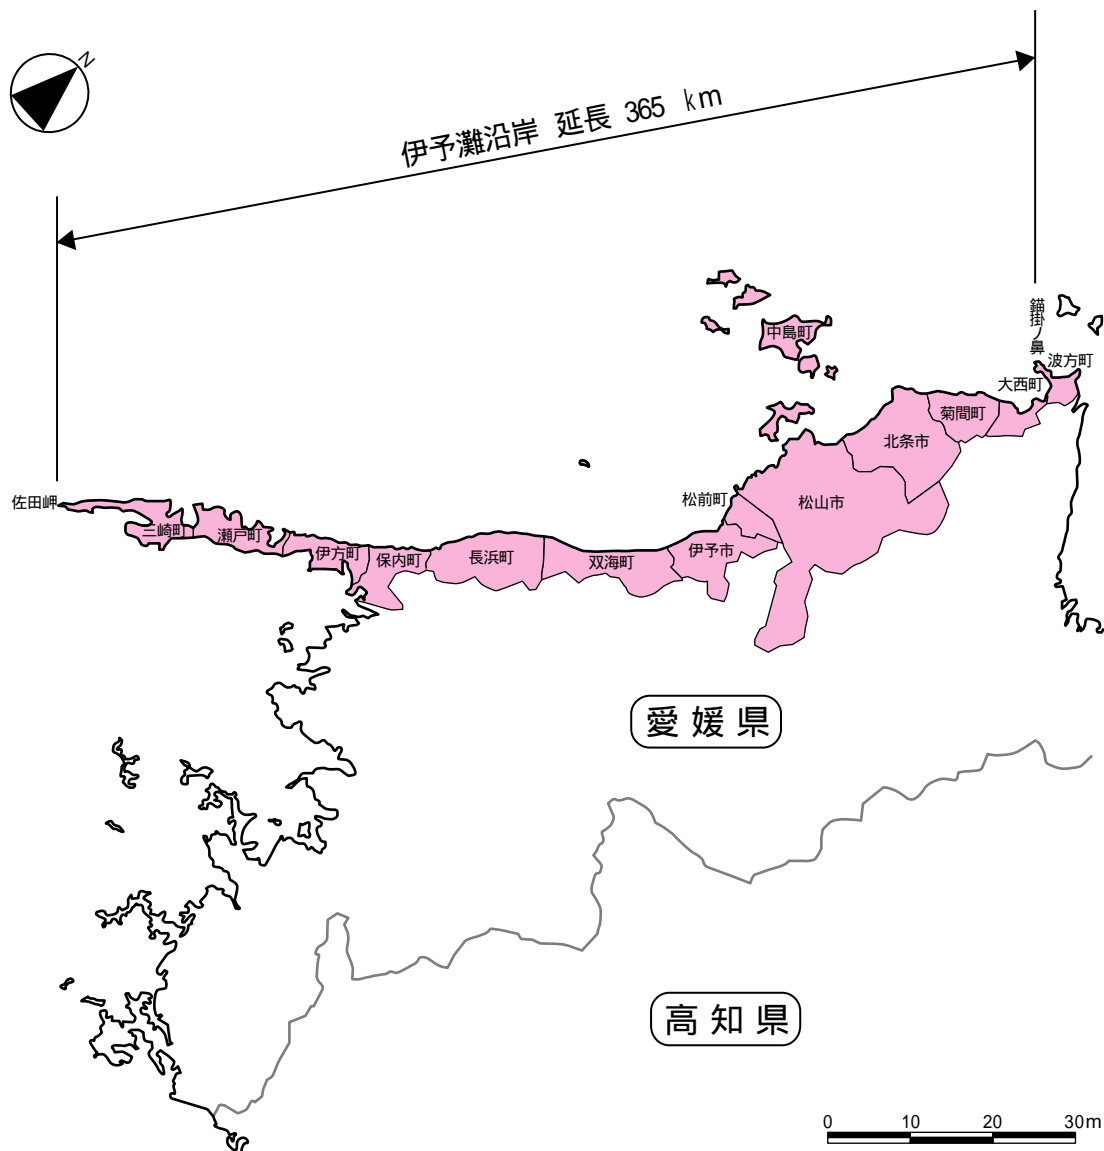 N
伊予灘沿岸 延長 365 km
錨掛ノ鼻
中島町
波方町
大西町
菊間町
北条市
松前町
松山市
佐田岬
三崎町
瀬戸町
伊方町
保内町
長浜町
双海町
伊予市
愛媛県
高知県
0 10 20 30m